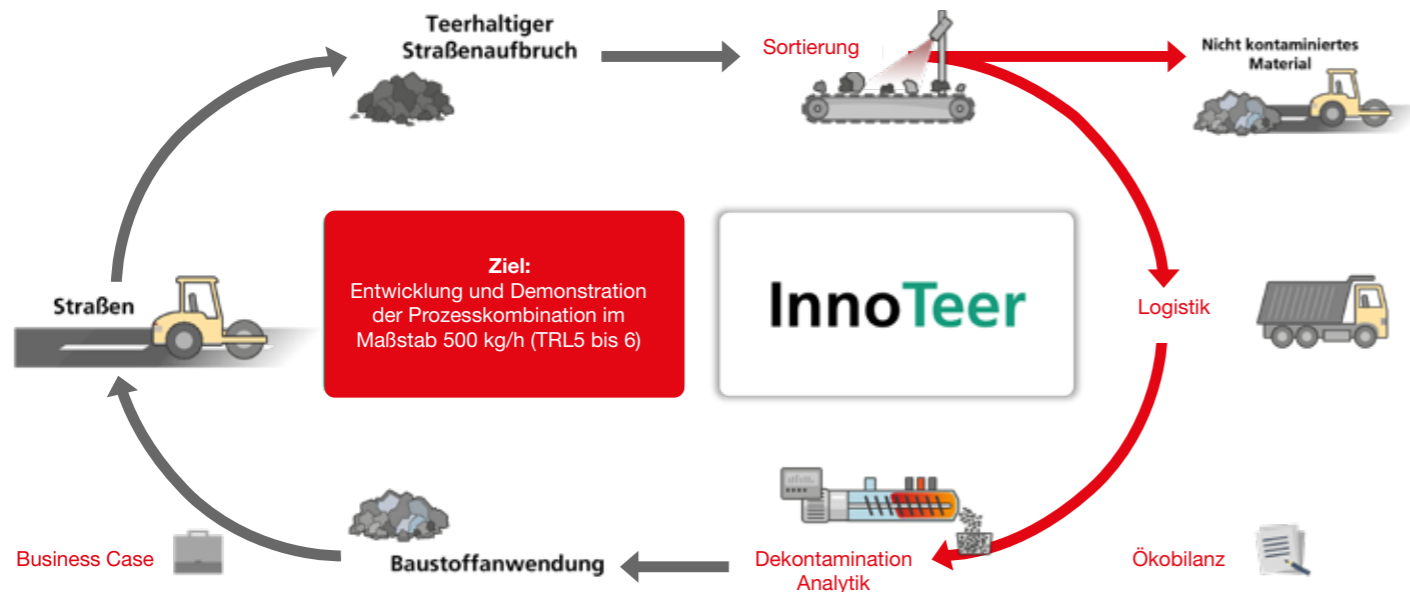 Teerhaltiger
Straßenaufbruch
Sortierung
Nicht kontaminiertes
Material
Straßen
Ziel:
Entwicklung und Demonstration
der Prozesskombination im
Maßstab 500 kg/h (TRL5 bis 6)
InnoTeer
Logistik
Business Case
Baustoffanwendung
Dekontamination
Analytik
Ökobilanz